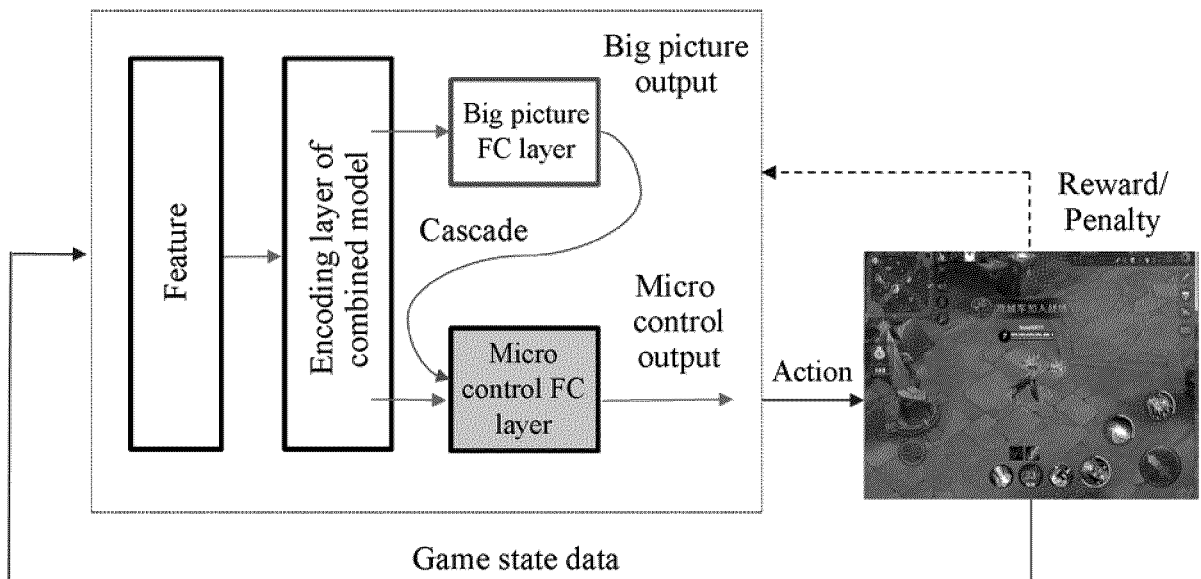 Big picture
output
Big picture
FC layer
Feature
Encoding layer of
combined model
Cascade
Micro
control
output
Micro
control FC
layer
Reward/
Penalty
Action
Game state data